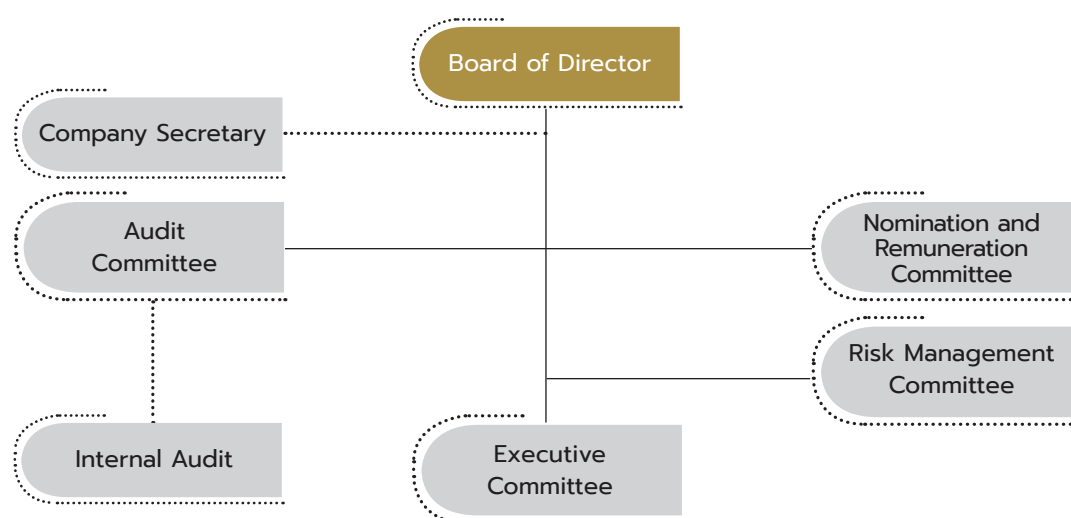 Board of Director
Company Secretary
Audit
Committee
Nomination and
Remuneration
Committee
Risk Management
Committee
Internal Audit
Executive
Committee